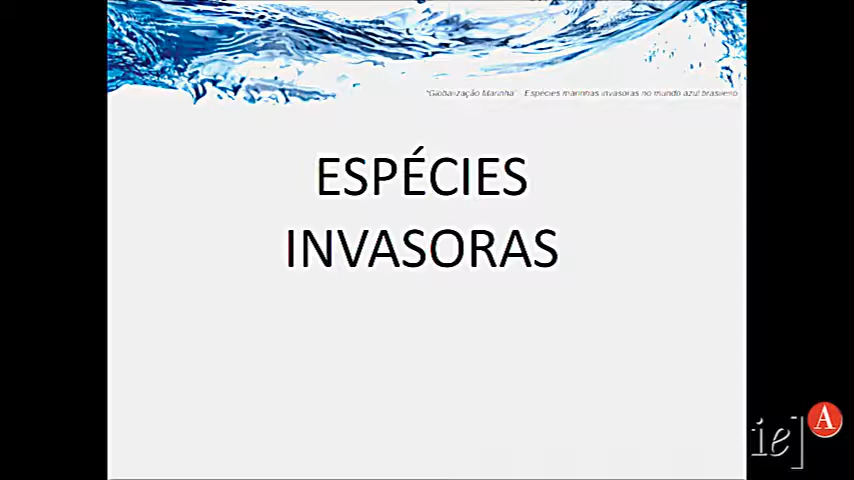 "Globalização Marinha" - Espécies marinhas invasoras no mundo azul brasileiro
ESPÉCIES
INVASORAS
ie] A